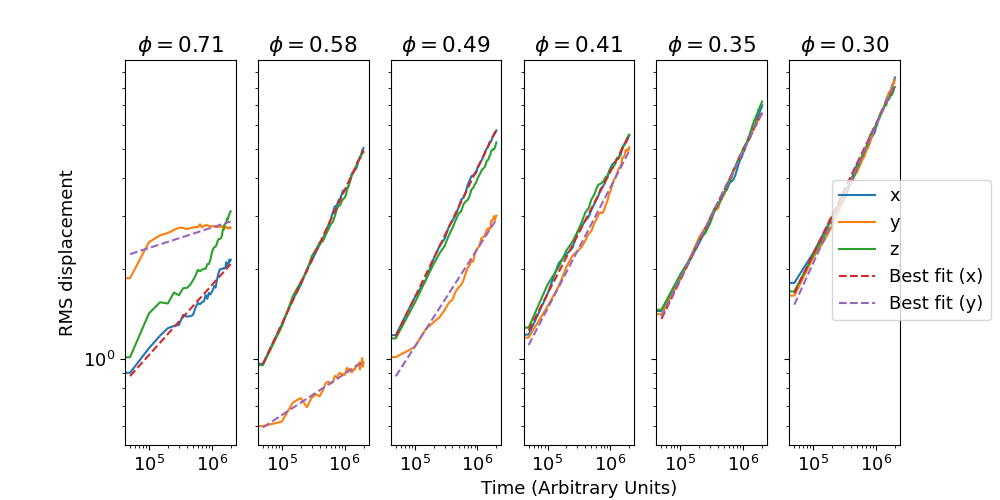 ϕ = 0.71 ϕ = 0.58 ϕ = 0.49 ϕ = 0.41 ϕ = 0.35 ϕ = 0.30
RMS displacement
10⁰
x
y
z
Best fit (x)
Best fit (y)
10⁵ 10⁶ 10⁵ 10⁶ 10⁵ 10⁶ 10⁵ 10⁶ 10⁵ 10⁶ 10⁵ 10⁶
Time (Arbitrary Units)